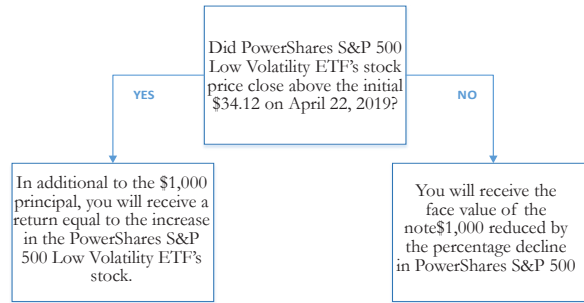 Did PowerShares S&P 500
Low Volatility ETF's stock
price close above the initial
$34.12 on April 22, 2019?
YES
NO
In additional to the $1,000
principal, you will receive a
return equal to the increase
in the PowerShares S&P
500 Low Volatility ETF's
stock.
You will receive the
face value of the
note$1,000 reduced by
the percentage decline
in PowerShares S&P 500